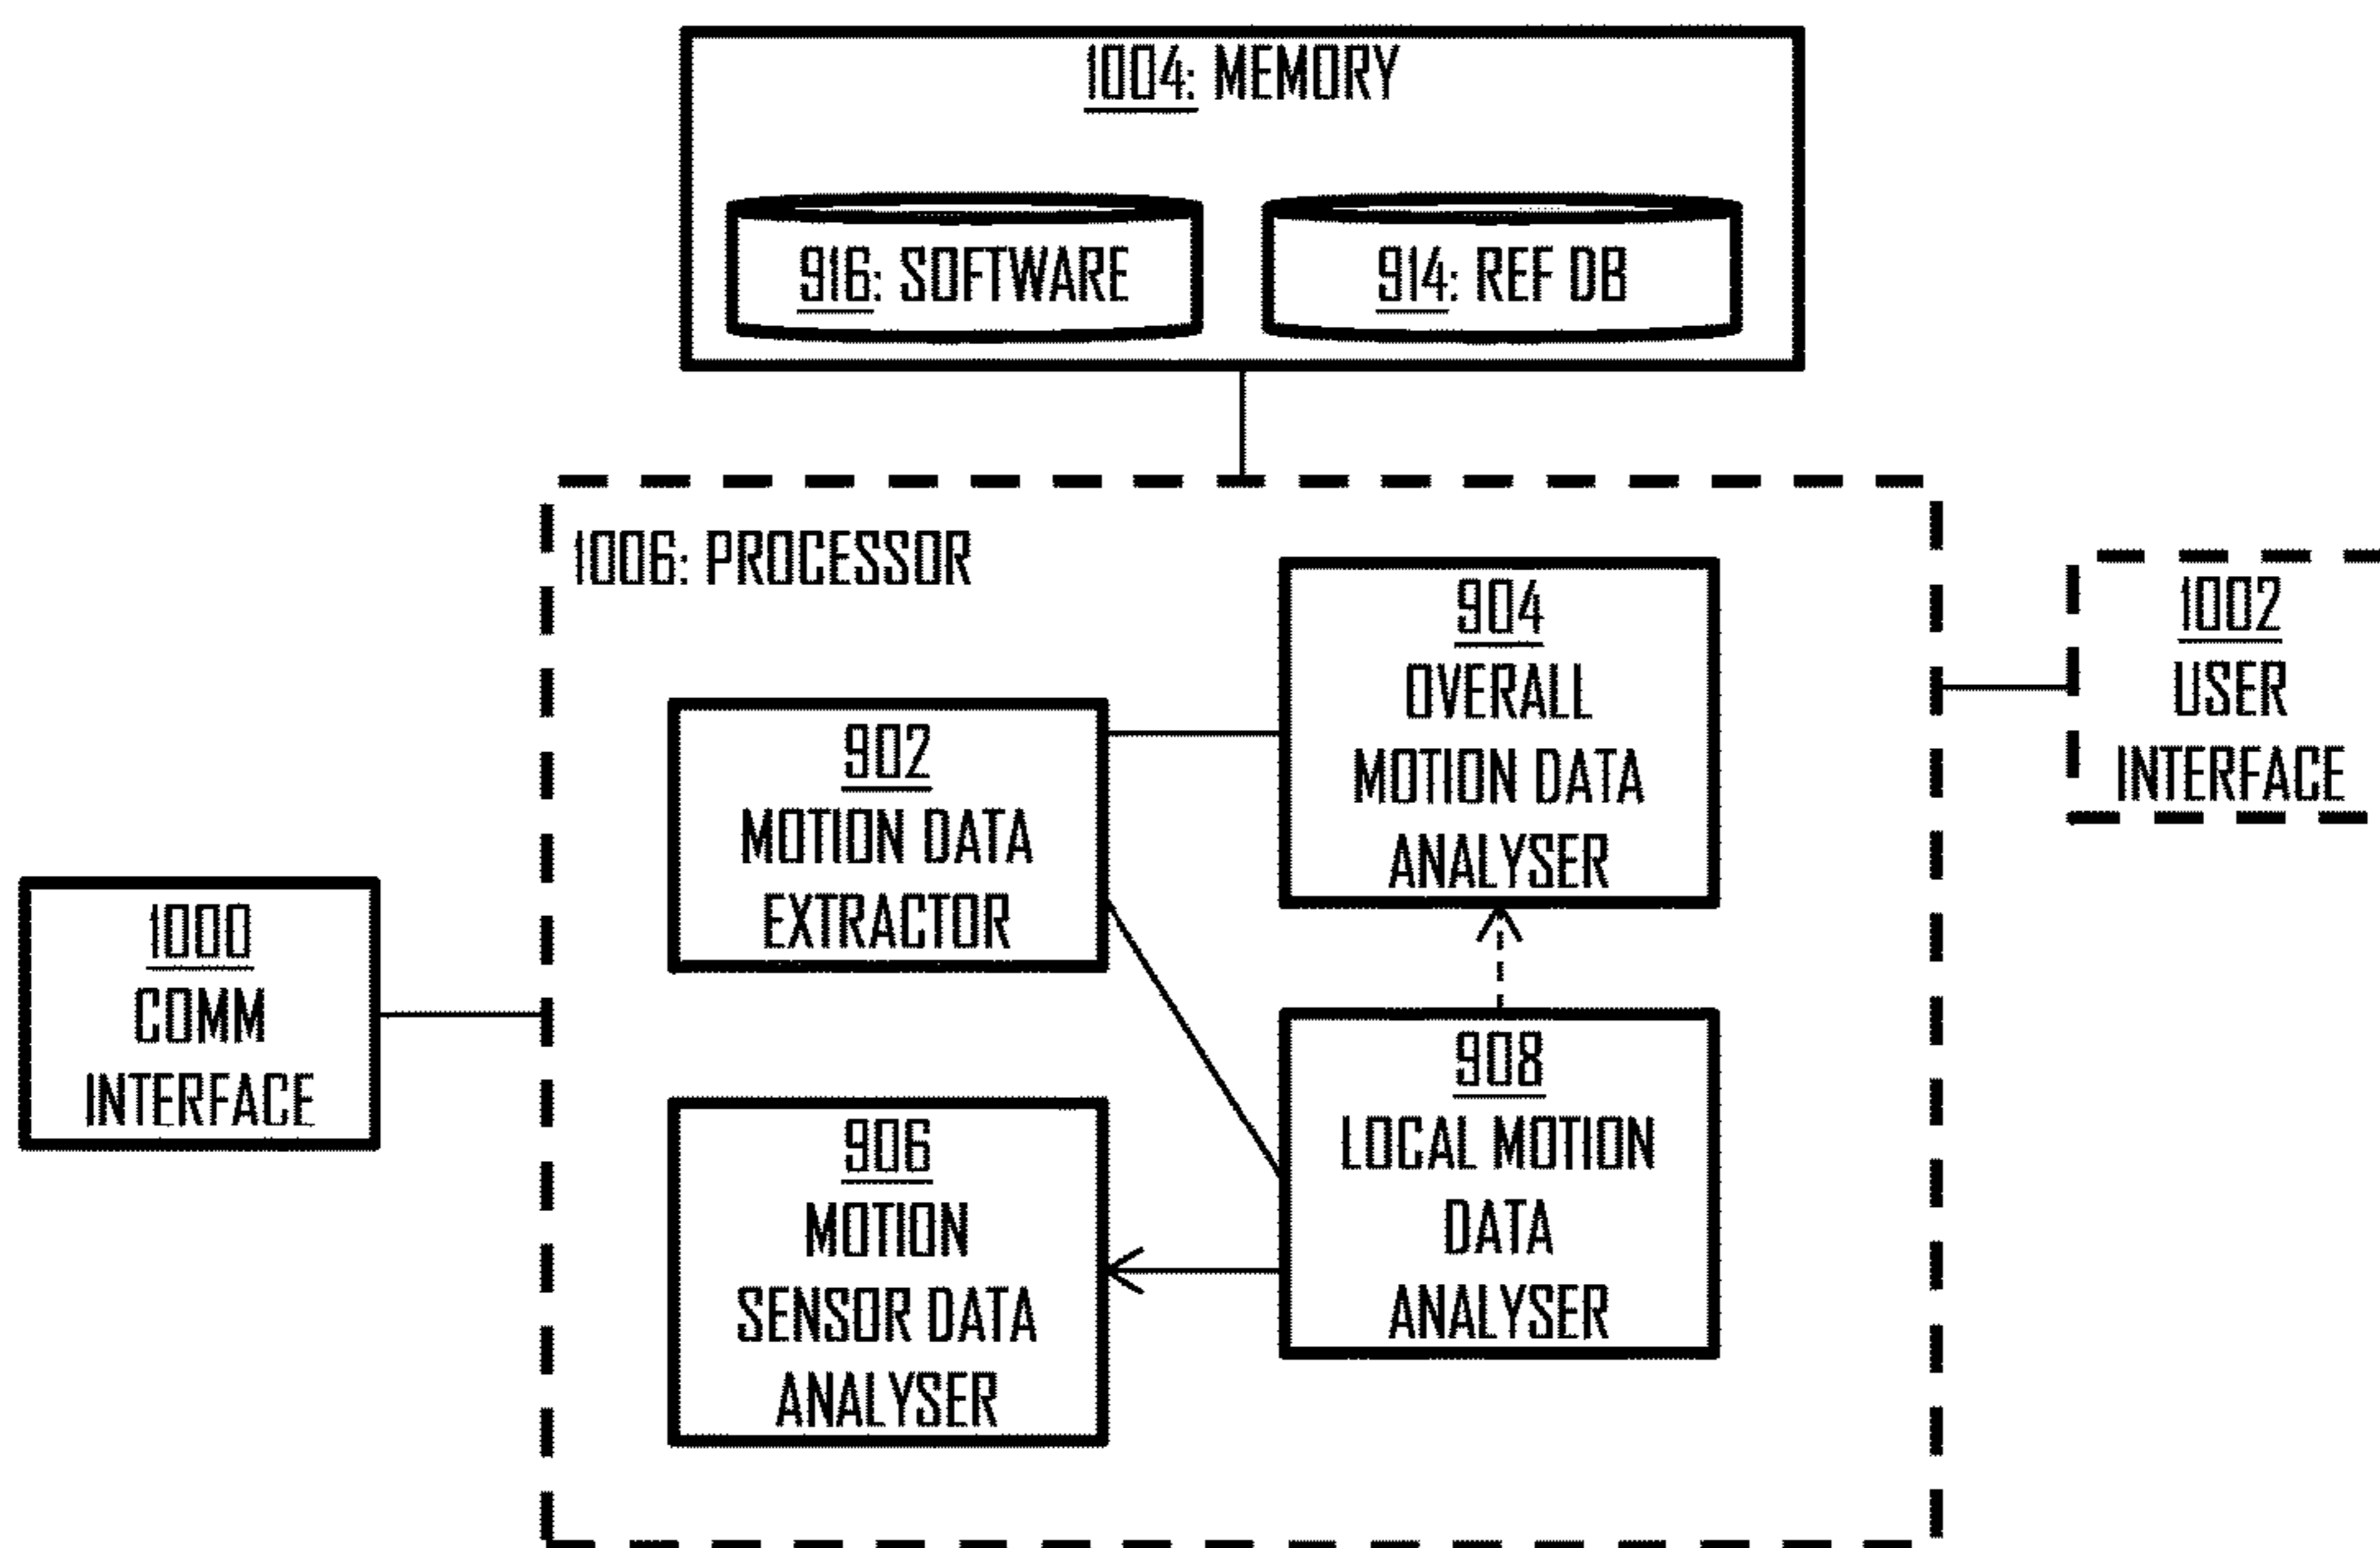 1004: MEMORY
916: SOFTWARE
914: REF DB
1006: PROCESSOR
904
OVERALL
MOTION DATA
ANALYSER
1002
USER
INTERFACE
902
MOTION DATA
EXTRACTOR
1000
COMM
INTERFACE
908
LOCAL MOTION
DATA
ANALYSER
906
MOTION
SENSOR DATA
ANALYSER